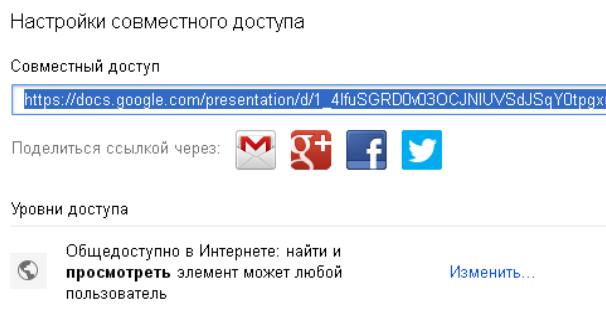 Настройки совместного доступа
Совместный доступ
https://docs.google.com/presentation/d/1_4IfuSGRD0v03OCJNIUVSdJSqY0tpgx
Поделиться ссылкой через:
Уровни доступа
Общедоступно в Интернете: найти и
просмотреть элемент может любой Изменить...
пользователь